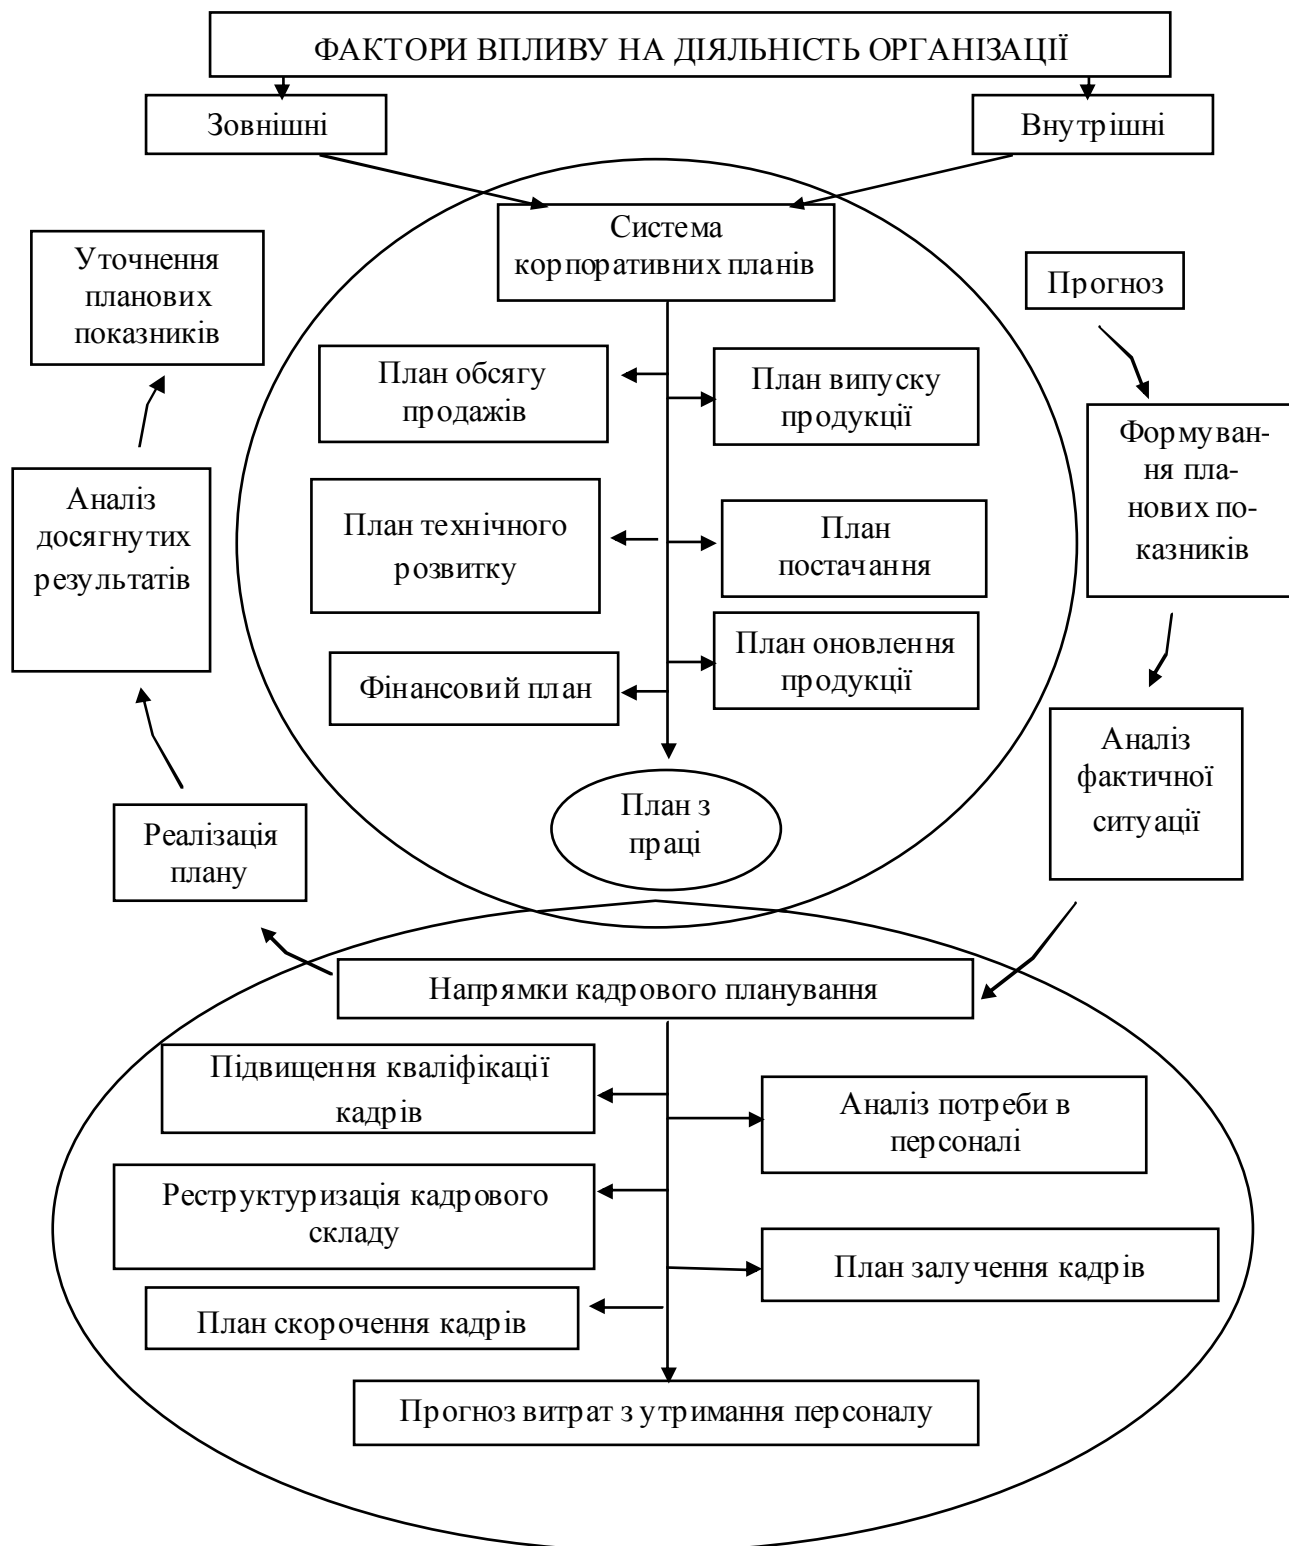 ФАКТОРИ ВПЛИВУ НА ДІЯЛЬНІСТЬ ОРГАНІЗАЦІЇ
Зовнішні
Внутрішні
Система
корпоративних планів
Уточнення
планових
показників
Прогноз
План обсягу
продажів
План випуску
продукції
Формуван-
ня пла-
нових по-
казників
Аналіз
досягнутих
результатів
План технічного
розвитку
План
постачання
Фінансовий план
План оновлення
продукції
Аналіз
фактичної
ситуації
План з
праці
Реалізація
плану
Напрямки кадрового планування
Підвищення кваліфікації
кадрів
Аналіз потреби в
персоналі
Реструктуризація кадрового
складу
План залучення кадрів
План скорочення кадрів
Прогноз витрат з утримання персоналу